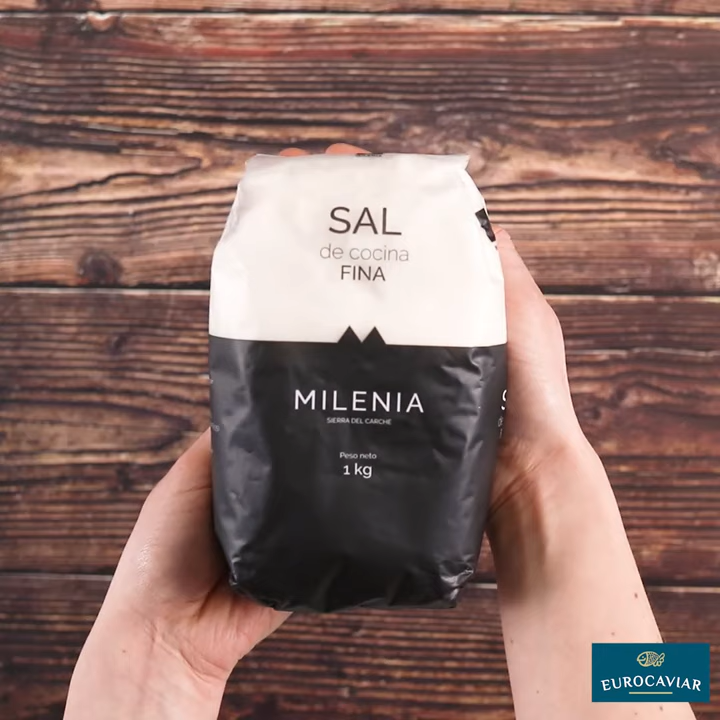 SAL
de cocina
FINA
MILENIA
SIERRA DEL CARCHE
Peso neto
1 kg
EUROCAVIAR